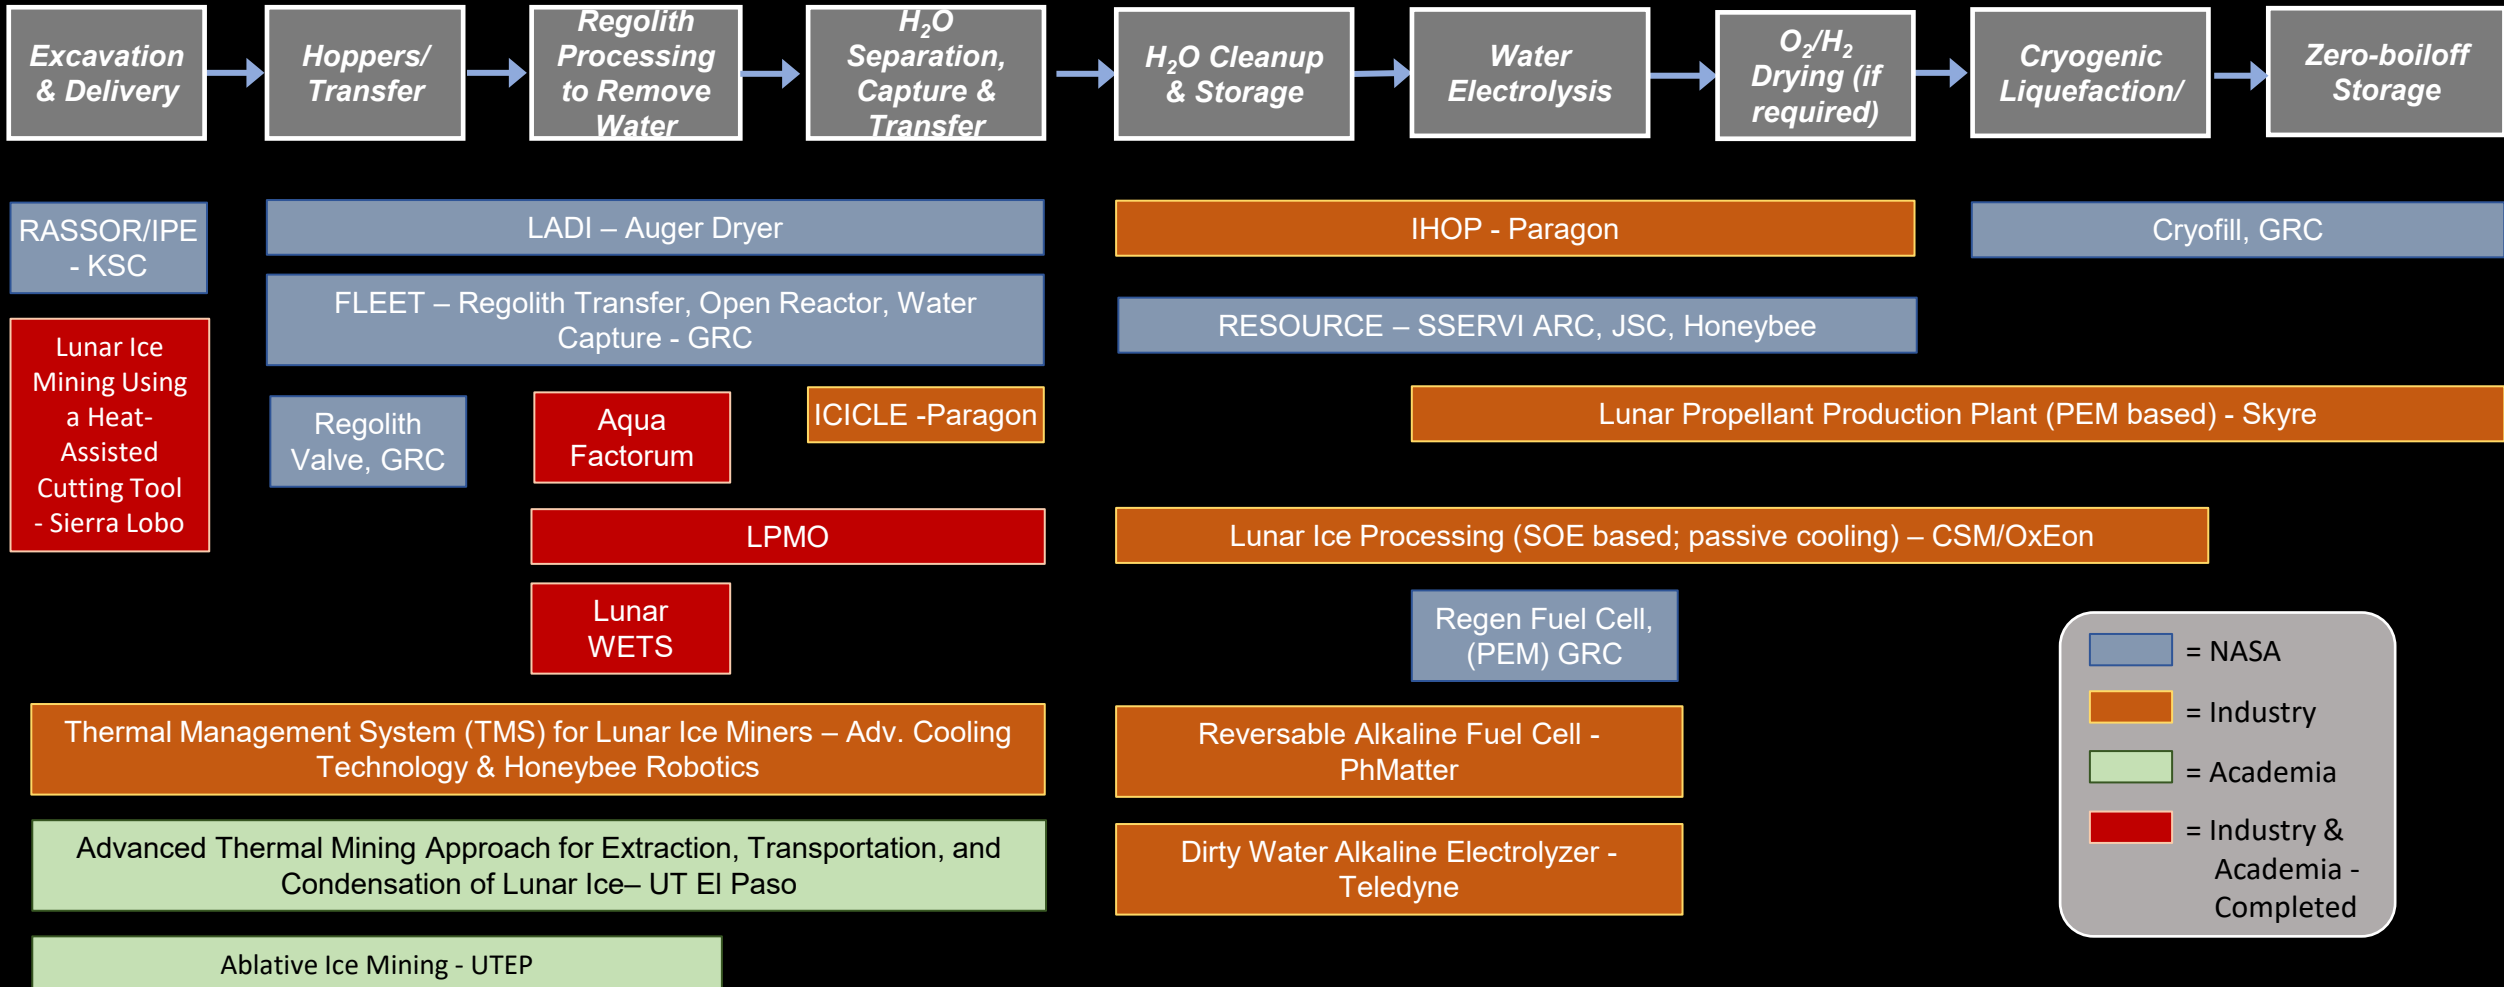 Excavation
& Delivery
Hoppers/
Transfer
Regolith
Processing
to Remove
Water
H2O
Separation,
Capture &
Transfer
H2O Cleanup
& Storage
Water
Electrolysis
O2/H2
Drying (if
required)
Cryogenic
Liquefaction/
Zero-boiloff
Storage
RASSOR/IPE
- KSC
LADI – Auger Dryer
IHOP - Paragon
Cryofill, GRC
FLEET – Regolith Transfer, Open Reactor, Water
Capture - GRC
RESOURCE – SSERVI ARC, JSC, Honeybee
Lunar Ice
Mining Using
a Heat-
Assisted
Cutting Tool
- Sierra Lobo
Regolith
Valve, GRC
Aqua
Factorum
ICICLE -Paragon
Lunar Propellant Production Plant (PEM based) - Skyre
LPMO
Lunar Ice Processing (SOE based; passive cooling) – CSM/OxEon
Lunar
WETS
Regen Fuel Cell,
(PEM) GRC
Thermal Management System (TMS) for Lunar Ice Miners – Adv. Cooling
Technology & Honeybee Robotics
Reversable Alkaline Fuel Cell -
PhMatter
Advanced Thermal Mining Approach for Extraction, Transportation, and
Condensation of Lunar Ice– UT El Paso
Dirty Water Alkaline Electrolyzer -
Teledyne
Ablative Ice Mining - UTEP
= NASA
= Industry
= Academia
= Industry &
Academia -
Completed